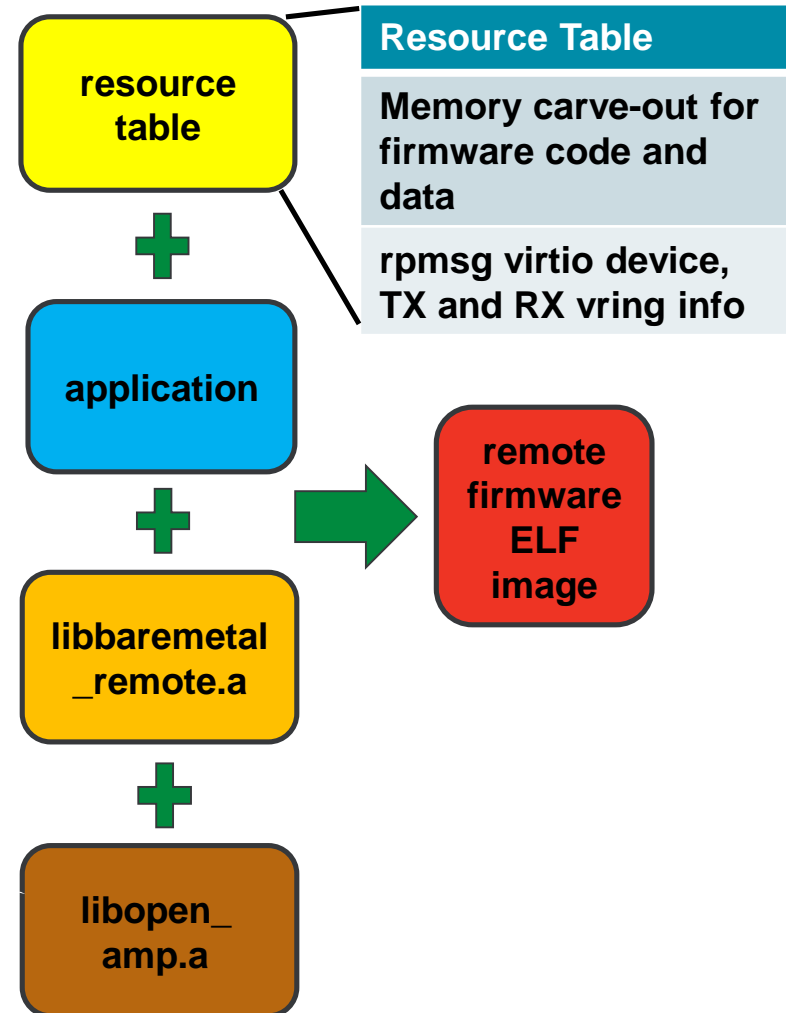 resource
table
Resource Table
Memory carve-out for
firmware code and
data
rpmsg virtio device,
TX and RX vring info
application
remote
firmware
ELF
image
libbaremetal
_remote.a
libopen_
amp.a